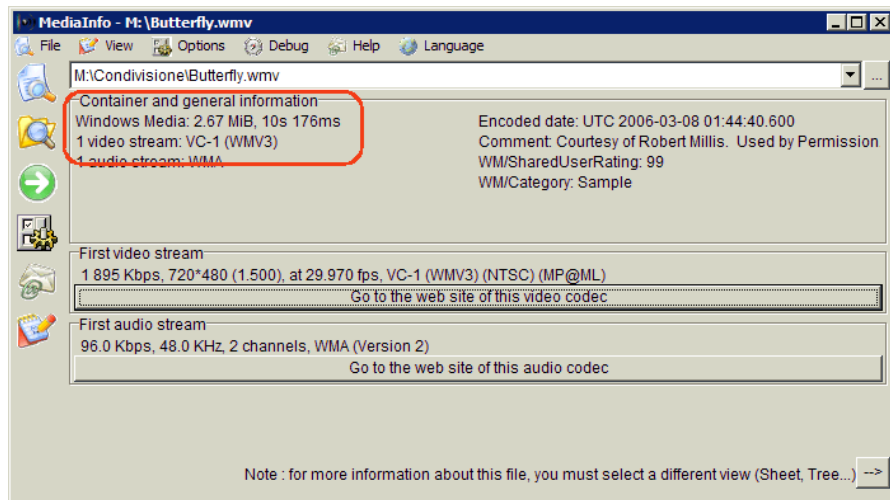 MediaInfo - M:\Butterfly.wmv
File View Options Debug Help Language
M:\Condivisione\Butterfly.wmv
...
Container and general information
Windows Media: 2.67 MiB, 10s 176ms
1 video stream: VC-1 (WMV3)
1 audio stream: WMA
Encoded date: UTC 2006-03-08 01:44:40.600
Comment: Courtesy of Robert Millis. Used by Permission
WM/SharedUserRating: 99
WM/Category: Sample
First video stream
1 895 Kbps, 720*480 (1.500), at 29.970 fps, VC-1 (WMV3) (NTSC) (MP@ML)
Go to the web site of this video codec
First audio stream
96.0 Kbps, 48.0 KHz, 2 channels, WMA (Version 2)
Go to the web site of this audio codec
Note : for more information about this file, you must select a different view (Sheet, Tree...) -->